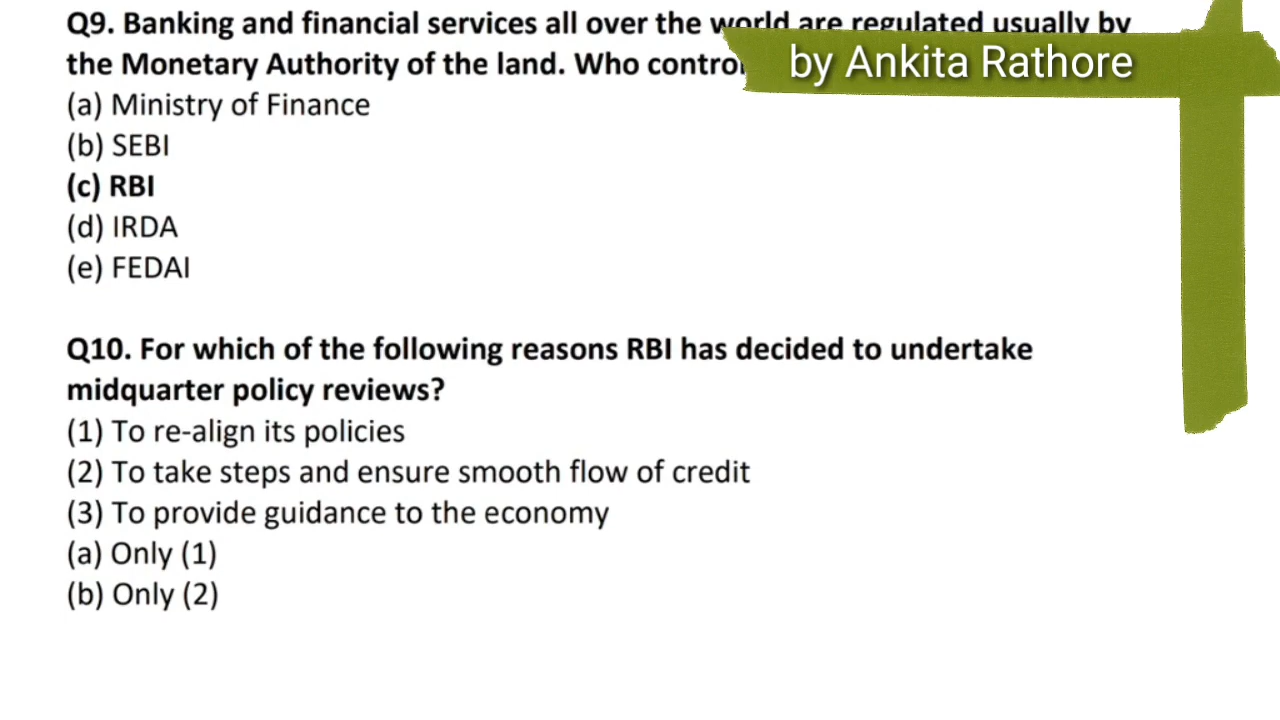 Q9. Banking and financial services all over the world are regulated usually by
the Monetary Authority of the land. Who
by Ankita Rathore
(a) Ministry of Finance
(b) SEBI
(c) RBI
(d) IRDA
(e) FEDAI
Q10. For which of the following reasons RBI has decided to undertake
midquarter policy reviews?
(1) To re-align its policies
(2) To take steps and ensure smooth flow of credit
(3) To provide guidance to the economy
(a) Only (1)
(b) Only (2)